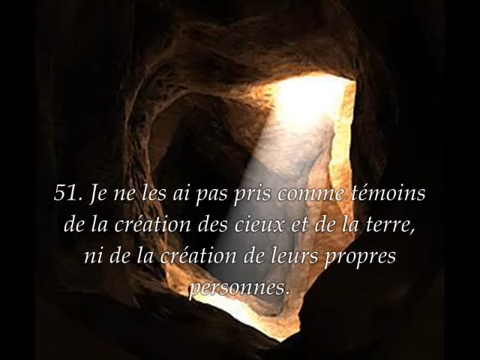 51. Je ne les ai pas pris comme témoins
de la création des cieux et de la terre,
ni de la création de leurs propres
personnes.